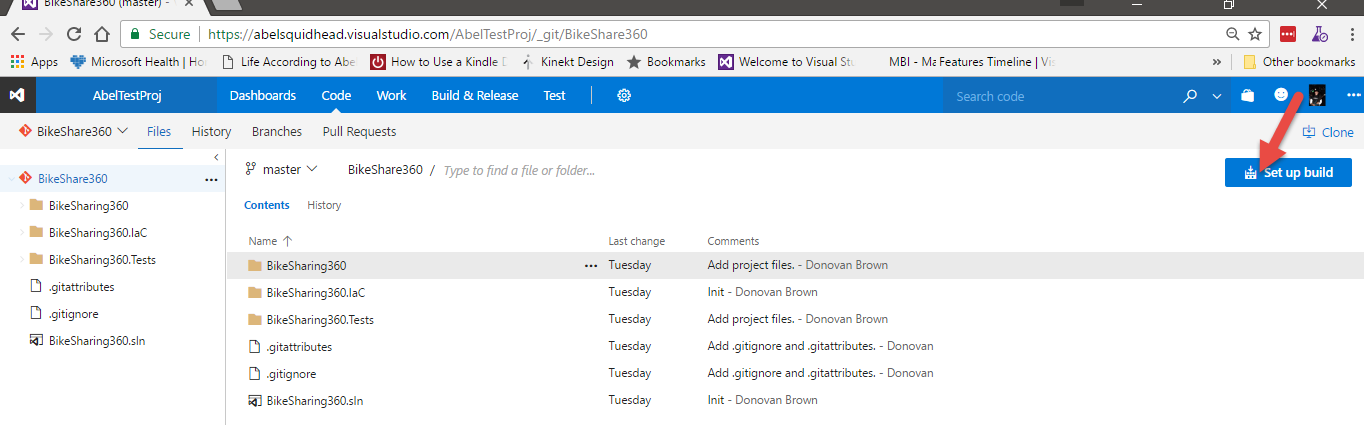 BikeShare360 (master) -
Secure https://abelsquidhead.visualstudio.com/AbelTestProj/_git/BikeShare360
Apps Microsoft Health | Ho Life According to Abe How to Use a Kindle D Kinekt Design Bookmarks Welcome to Visual Stu MBI - Ma Features Timeline | Vis » Other bookmarks
AbelTestProj Dashboards Code Work Build & Release Test Search code
BikeShare360 Files History Branches Pull Requests Clone
BikeShare360
BikeSharing360
BikeSharing360.IaC
BikeSharing360.Tests
.gitattributes
.gitignore
BikeSharing360.sln
master BikeShare360 / Type to find a file or folder... Set up build
Contents History
Name Last change Comments
BikeSharing360 Tuesday Add project files. - Donovan Brown
BikeSharing360.IaC Tuesday Init - Donovan Brown
BikeSharing360.Tests Tuesday Add project files. - Donovan Brown
.gitattributes Tuesday Add .gitignore and .gitattributes. - Donovan
.gitignore Tuesday Add .gitignore and .gitattributes. - Donovan
BikeSharing360.sln Tuesday Init - Donovan Brown